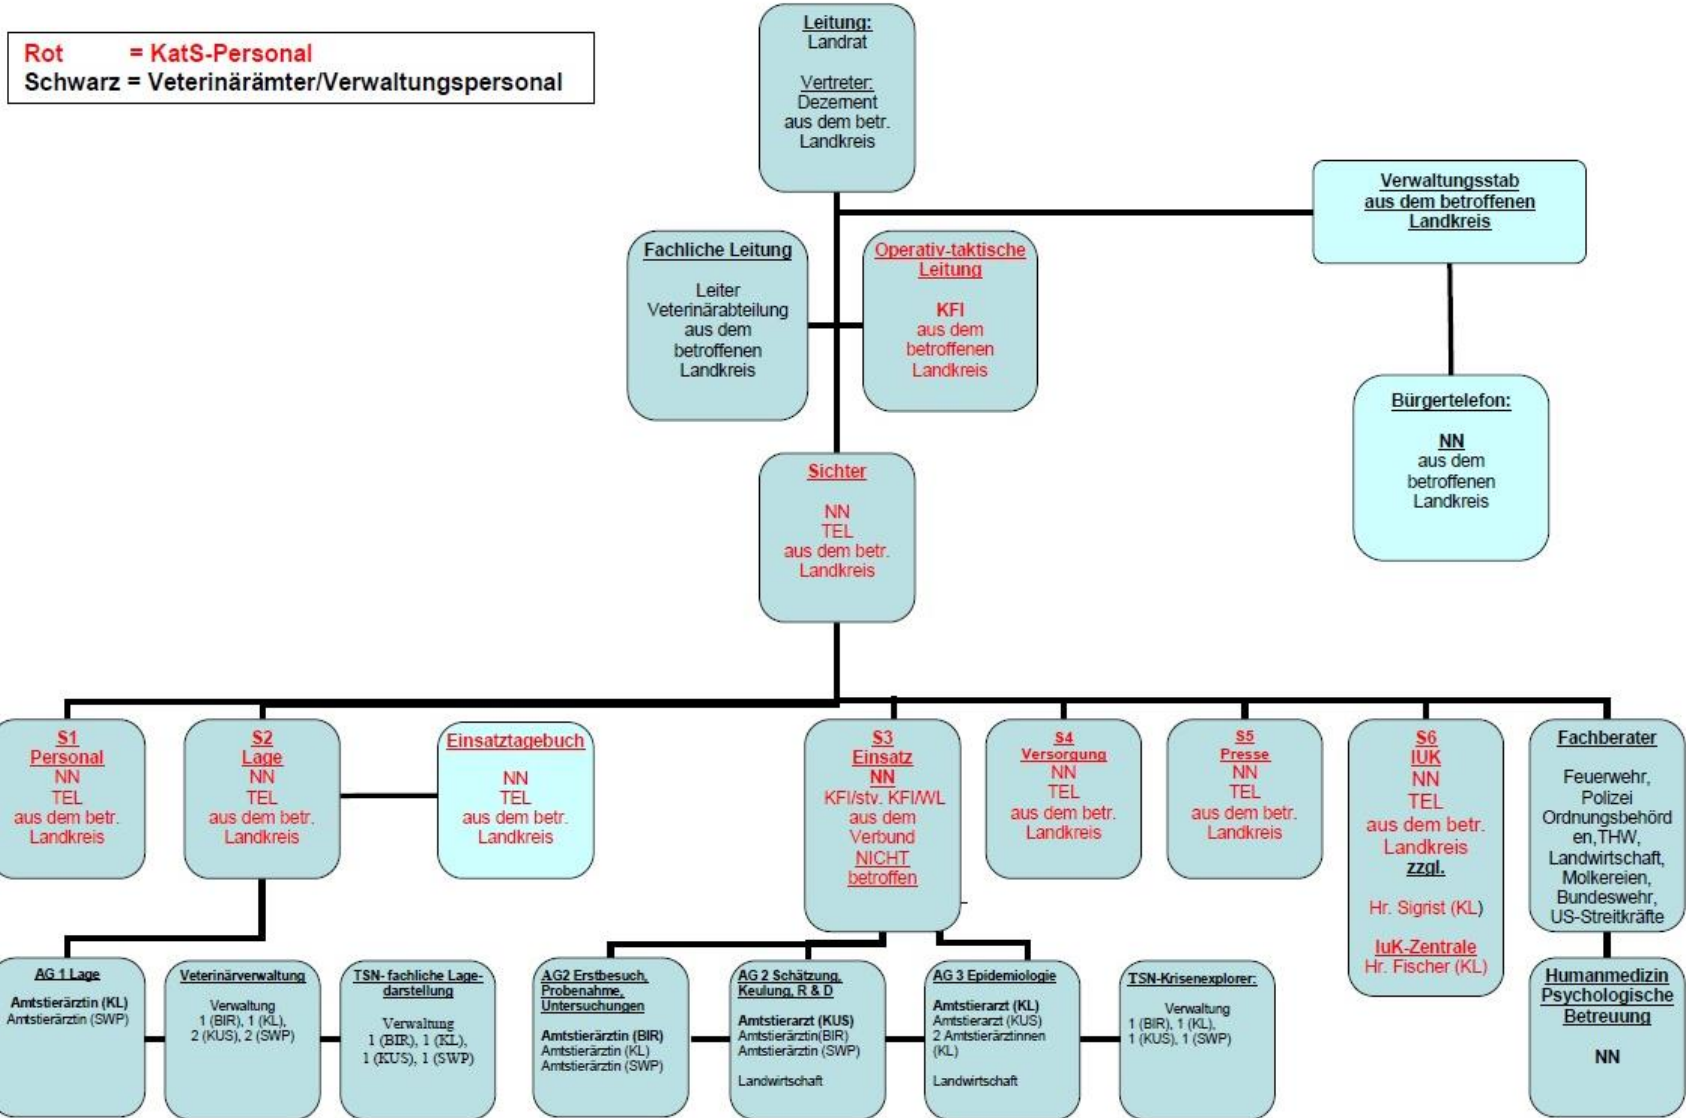 Rot = KatS-Personal
Schwarz = Veterinärämter/Verwaltungspersonal
Leitung:
Landrat
Vertreter:
Dezernent
aus dem betr.
Landkreis
Verwaltungsstab
aus dem betroffenen
Landkreis
Fachliche Leitung
Leiter
Veterinärabteilung
aus dem
betroffenen
Landkreis
Operativ-taktische
Leitung
KFI
aus dem
betroffenen
Landkreis
Bürgertelefon:
NN
aus dem
betroffenen
Landkreis
Sichter
NN
TEL
aus dem betr.
Landkreis
S1
Personal
NN
TEL
aus dem betr.
Landkreis
S2
Lage
NN
TEL
aus dem betr.
Landkreis
Einsatztagebuch
NN
TEL
aus dem betr.
Landkreis
S3
Einsatz
NN
KFI/stv. KFI/WL
aus dem
Verbund
NICHT
betroffen
S4
Versorgung
NN
TEL
aus dem betr.
Landkreis
S5
Presse
NN
TEL
aus dem betr.
Landkreis
S6
IUK
NN
TEL
aus dem betr.
Landkreis
zzgl.
Hr. Sigrist (KL)
IuK-Zentrale
Hr. Fischer (KL)
Fachberater
Feuerwehr,
Polizei
Ordnungsbehörd
en,THW,
Landwirtschaft,
Molkereien,
Bundeswehr,
US-Streitkräfte
AG 1 Lage
Amtstierärztin (KL)
Amtstierärztin (SWP)
Veterinärverwaltung
Verwaltung
1 (BIR), 1 (KL),
2 (KUS), 2 (SWP)
TSN- fachliche Lage-
darstellung
Verwaltung
1 (BIR), 1 (KL),
1 (KUS), 1 (SWP)
AG2 Erstbesuch,
Probenahme,
Untersuchungen
Amtstierärztin (BIR)
Amtstierärztin (KL)
Amtstierärztin (SWP)
AG 2 Schätzung,
Keulung, R & D
Amtstierarzt (KUS)
Amtstierärztin(BIR)
Amtstierärztin (SWP)
Landwirtschaft
AG 3 Epidemiologie
Amtstierarzt (KL)
Amtstierarzt (KUS)
2 Amtstierärztinnen
(KL)
Landwirtschaft
TSN-Krisenexplorer:
Verwaltung
1 (BIR), 1 (KL),
1 (KUS), 1 (SWP)
Humanmedizin
Psychologische
Betreuung
NN